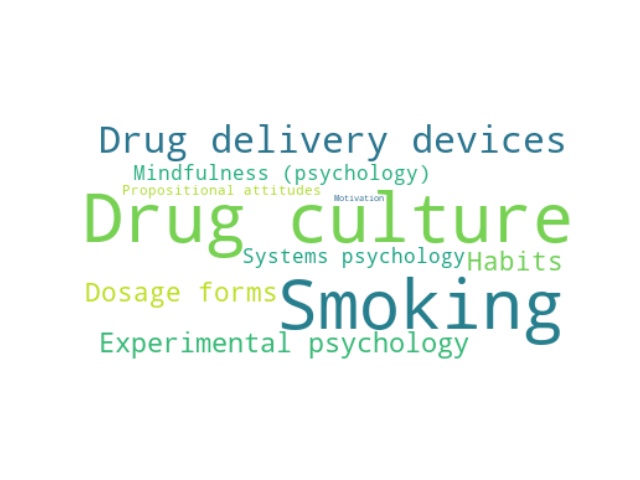 Drug delivery devices
Mindfulness (psychology)
Propositional attitudes
Motivation
Drug culture
Systems psychology
Habits
Dosage forms
Smoking
Experimental psychology